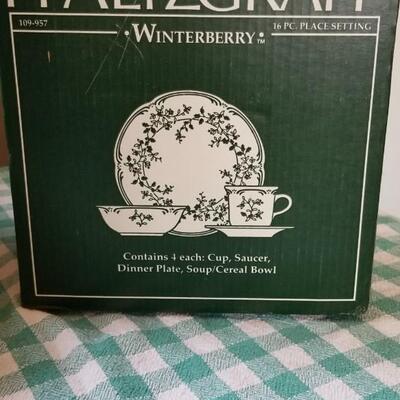 PFALTZGRAFF
109-957
16 PC. PLACE SETTING
• WINTERBERRY™ •
Contains 4 each: Cup, Saucer,
Dinner Plate, Soup/Cereal Bowl